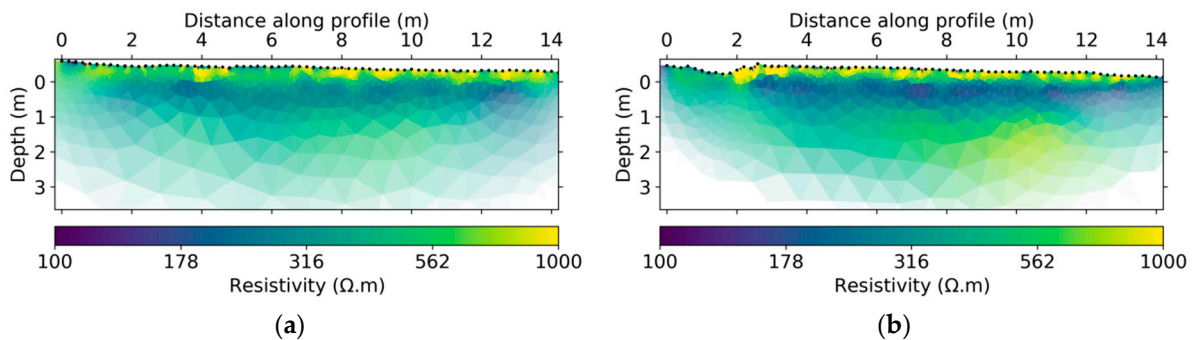 Distance along profile (m)
0 2 4 6 8 10 12 14
Depth (m)
0
1
2
3
100 178 316 562 1000
Resistivity (Ω.m)
(a)
Distance along profile (m)
0 2 4 6 8 10 12 14
Depth (m)
0
1
2
3
100 178 316 562 1000
Resistivity (Ω.m)
(b)